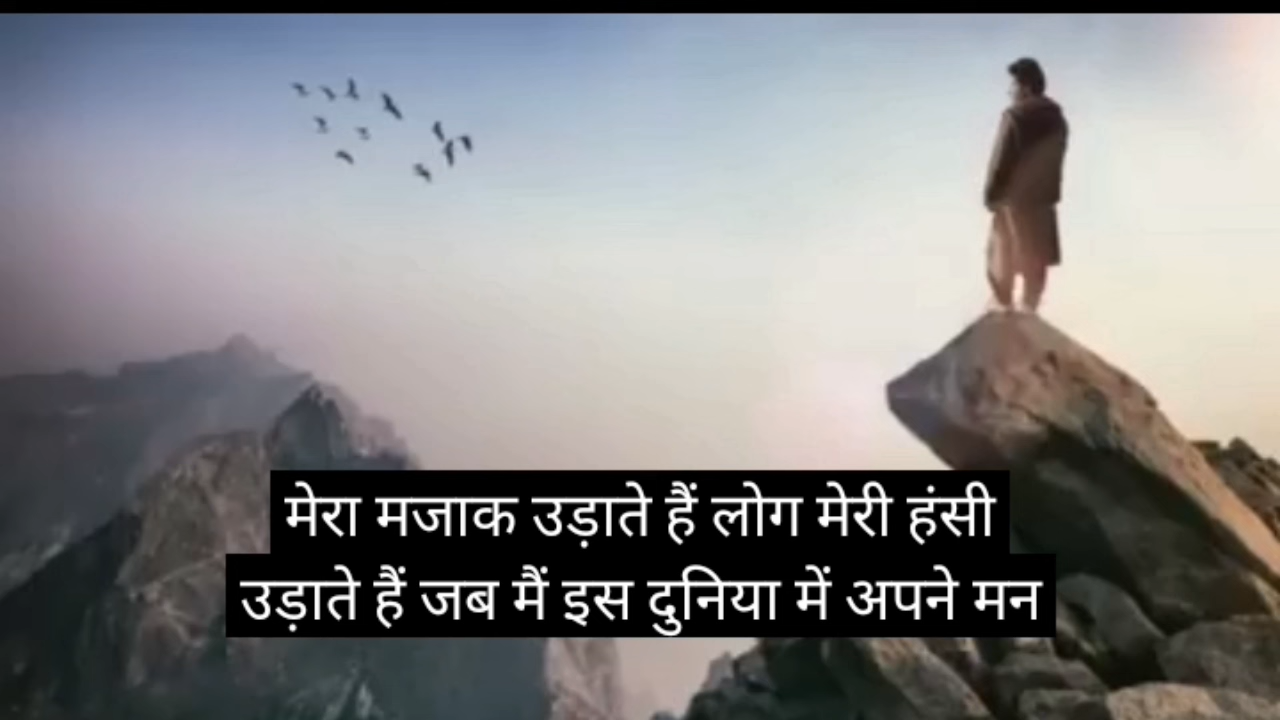 मेरा मजाक उड़ाते हैं लोग मेरी हंसी
उड़ाते हैं जब मैं इस दुनिया में अपने मन